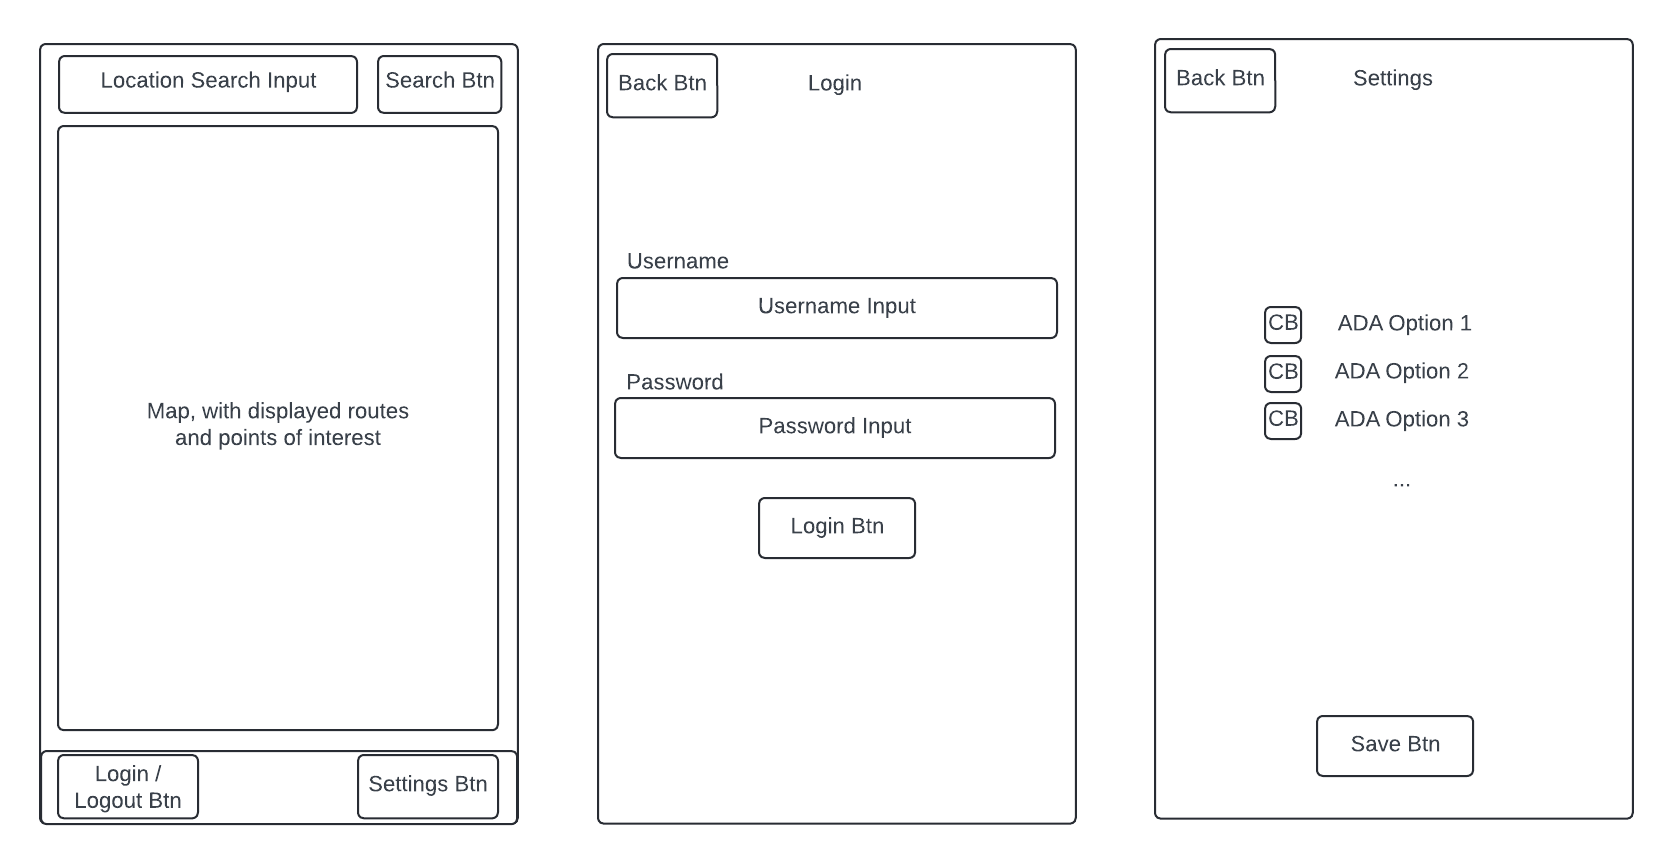 Location Search Input
Search Btn
Map, with displayed routes
and points of interest
Login /
Logout Btn
Settings Btn
Back Btn
Login
Username
Username Input
Password
Password Input
Login Btn
Back Btn
Settings
CB ADA Option 1
CB ADA Option 2
CB ADA Option 3
...
Save Btn